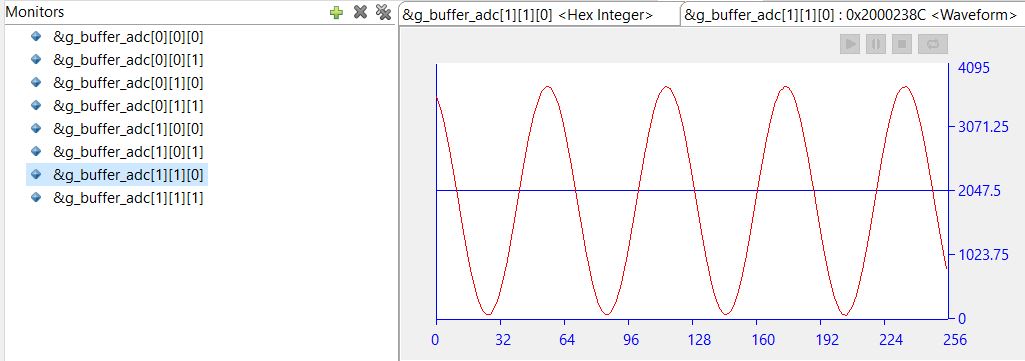 Monitors
&g_buffer_adc[0][0][0]
&g_buffer_adc[0][0][1]
&g_buffer_adc[0][1][0]
&g_buffer_adc[0][1][1]
&g_buffer_adc[1][0][0]
&g_buffer_adc[1][0][1]
&g_buffer_adc[1][1][0]
&g_buffer_adc[1][1][1]
&g_buffer_adc[1][1][0] <Hex Integer>
&g_buffer_adc[1][1][0] : 0x2000238C <Waveform>
4095
3071.25
2047.5
1023.75
0
0 32 64 96 128 160 192 224 256